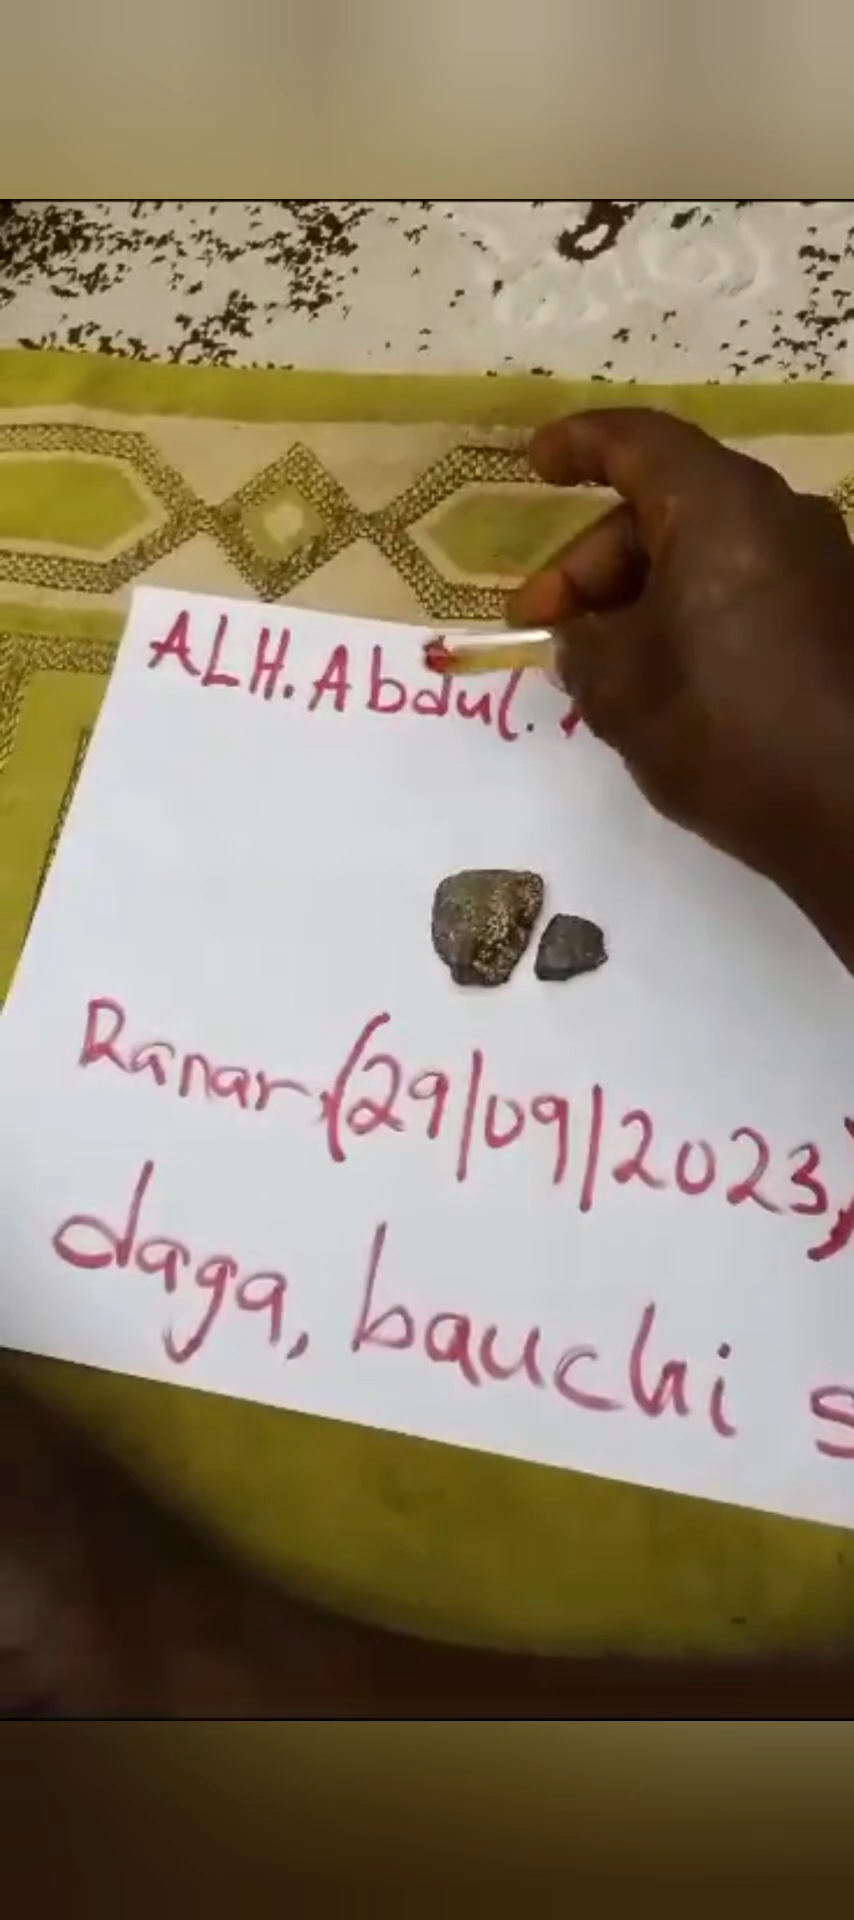 ALH. Abdul.
Ranar, (29/09/2023)
daga, bauchi s